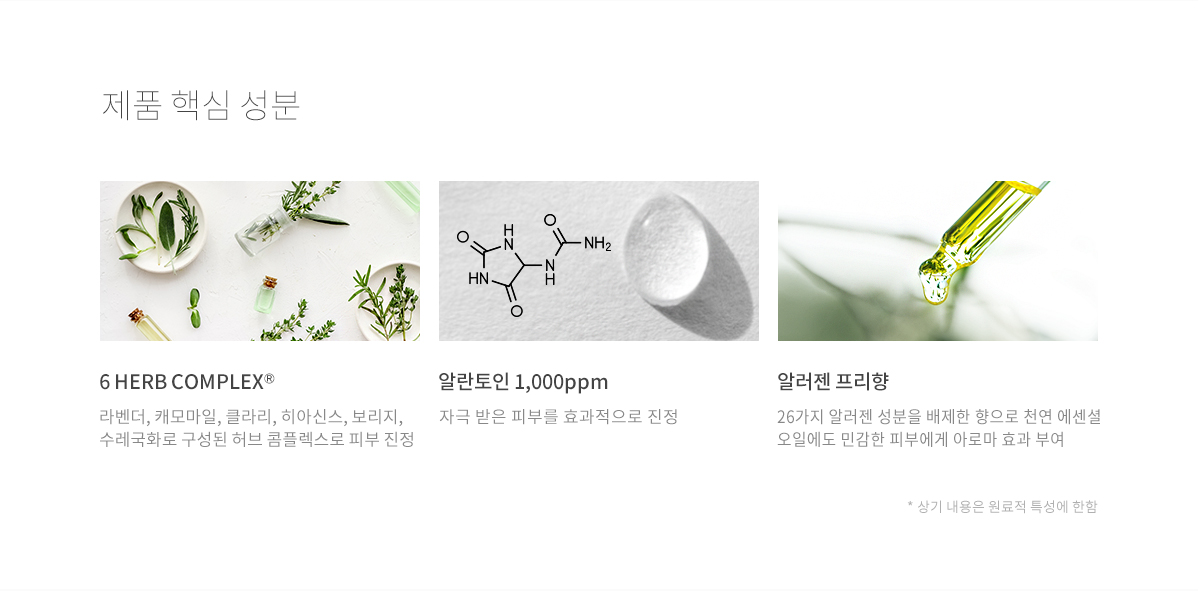 제품 핵심 성분
O
H
N
O
HN
O
N
H
NH₂
6 HERB COMPLEX®
라벤더, 캐모마일, 클라리, 히아신스, 보리지,
수레국화로 구성된 허브 콤플렉스로 피부 진정
알란토인 1,000ppm
자극 받은 피부를 효과적으로 진정
알러젠 프리향
26가지 알러젠 성분을 배제한 향으로 천연 에센셜
오일에도 민감한 피부에게 아로마 효과 부여
* 상기 내용은 원료적 특성에 한함